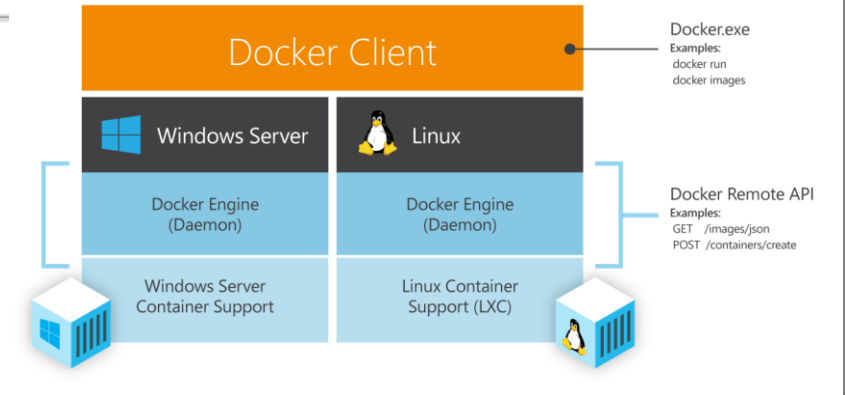 Docker Client
Docker.exe
Examples:
docker run
docker images
Windows Server
Linux
Docker Engine
(Daemon)
Docker Engine
(Daemon)
Docker Remote API
Examples:
GET /images/json
POST /containers/create
Windows Server
Container Support
Linux Container
Support (LXC)